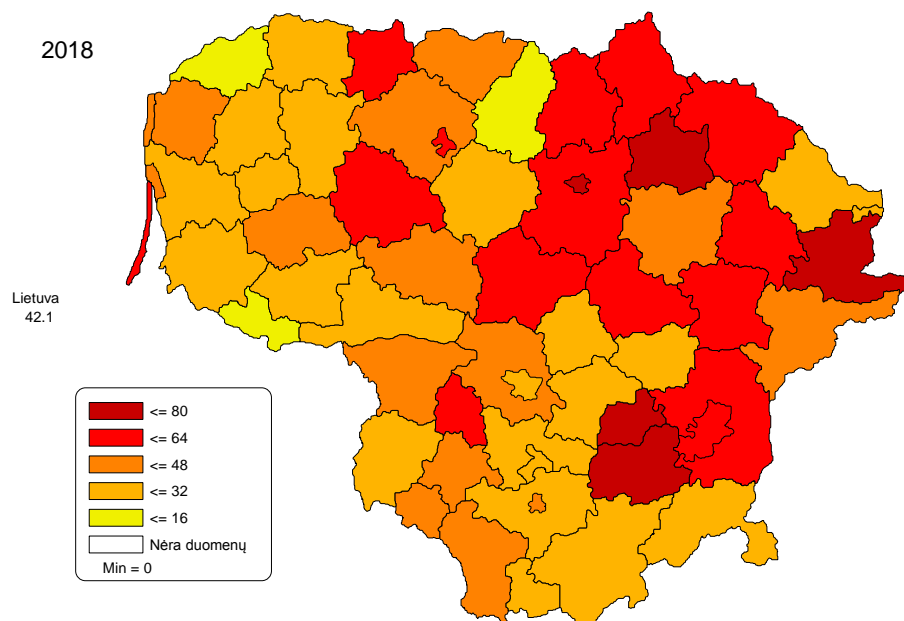 2018
Lietuva
42.1
<= 80
<= 64
<= 48
<= 32
<= 16
Nėra duomenų
Min = 0